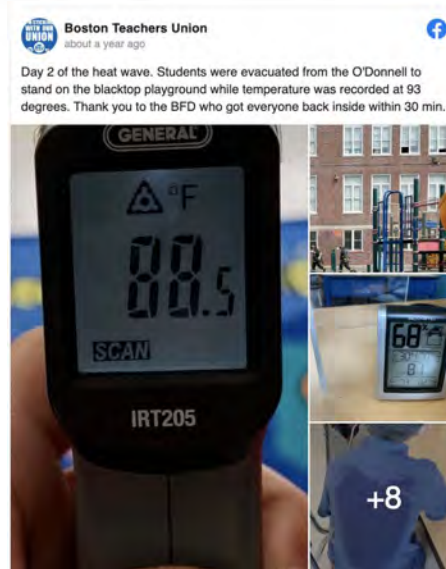 Boston Teachers Union
about a year ago
Day 2 of the heat wave. Students were evacuated from the O'Donnell to
stand on the blacktop playground while temperature was recorded at 93
degrees. Thank you to the BFD who got everyone back inside within 30 min.
GENERAL
°F
88.5
SCAN
IRT205
68%
81
+8